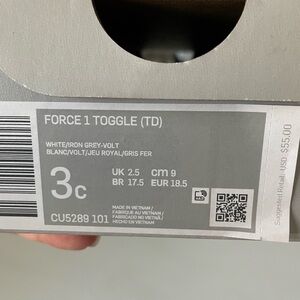 FORCE 1 TOGGLE (TD)
WHITE/IRON GREY-VOLT
BLANC/VOLT/JEU ROYAL/GRIS FER
3C
UK 2.5 CM 9
BR 17.5 EUR 18.5
CU5289 101
MADE IN VIETNAM /
FABRIQUÉ AU VIETNAM /
FABRICADO NO VIETNÃ /
HECHO EN VIETNAM
Suggested Retail: USD: $55.00